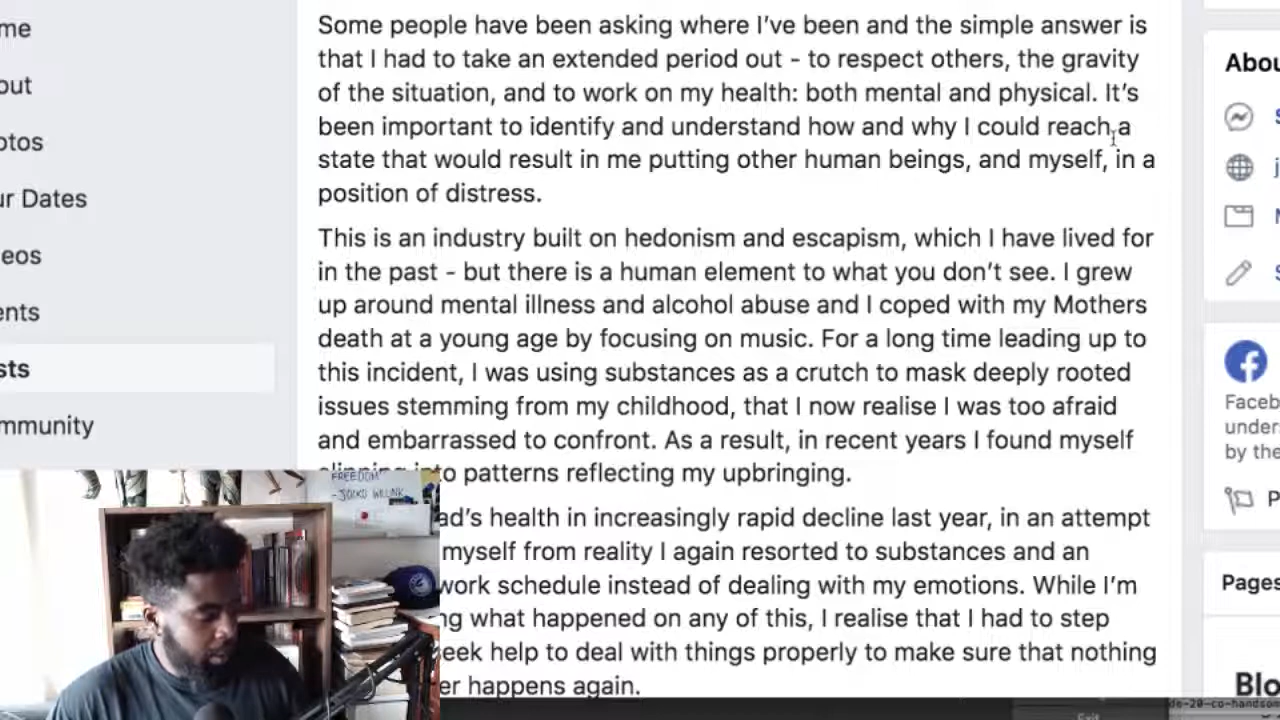 Some people have been asking where I've been and the simple answer is
that I had to take an extended period out - to respect others, the gravity
of the situation, and to work on my health: both mental and physical. It's
been important to identify and understand how and why I could reach a
state that would result in me putting other human beings, and myself, in a
position of distress.
This is an industry built on hedonism and escapism, which I have lived for
in the past - but there is a human element to what you don't see. I grew
up around mental illness and alcohol abuse and I coped with my Mothers
death at a young age by focusing on music. For a long time leading up to
this incident, I was using substances as a crutch to mask deeply rooted
issues stemming from my childhood, that I now realise I was too afraid
and embarrassed to confront. As a result, in recent years I found myself
patterns reflecting my upbringing.
ad's health in increasingly rapid decline last year, in an attempt
myself from reality I again resorted to substances and an
work schedule instead of dealing with my emotions. While I'm
ng what happened on any of this, I realise that I had to step
eek help to deal with things properly to make sure that nothing
er happens again.
me
out
otos
ur Dates
eos
ents
sts
mmunity
Abou
Faceb
under
by the
P
Pages
Blo
FREEDOM
- JOCKO WILLINK